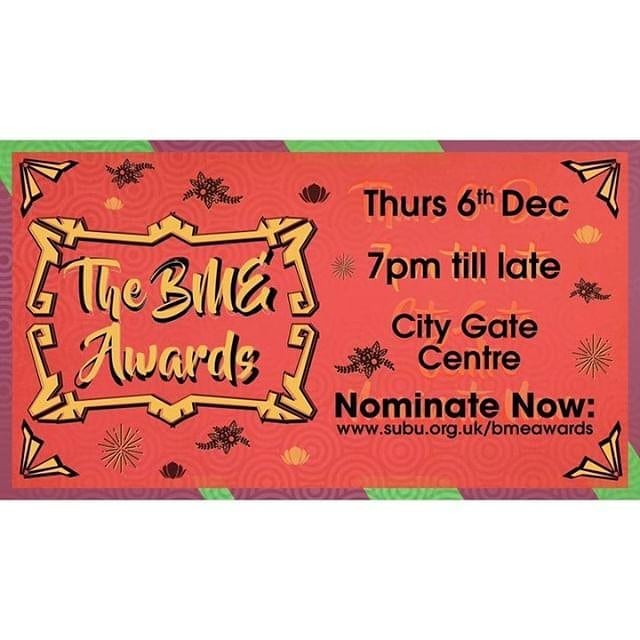 The BME
Awards
Thurs 6th Dec
7pm till late
City Gate
Centre
Nominate Now:
www.subu.org.uk/bmeawards